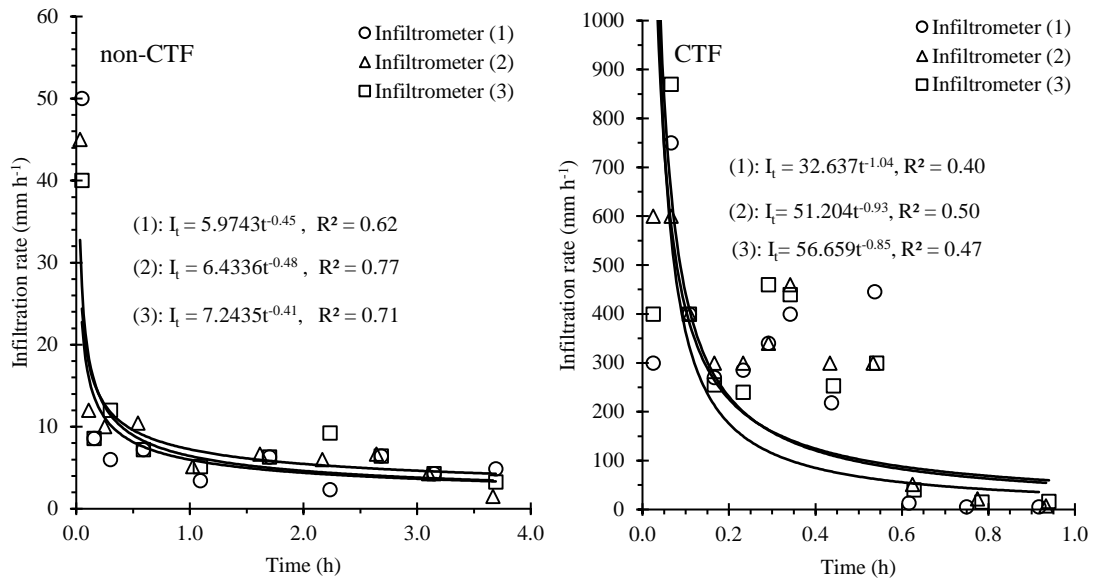 60
50
40
30
20
10
0
Infiltration rate (mm h⁻¹)
non-CTF
Infiltrometer (1)
Infiltrometer (2)
Infiltrometer (3)
(1): Iₜ = 5.9743t⁻⁰·⁴⁵ , R² = 0.62
(2): Iₜ = 6.4336t⁻⁰·⁴⁸ , R² = 0.77
(3): Iₜ = 7.2435t⁻⁰·⁴¹ , R² = 0.71
0.0 1.0 2.0 3.0 4.0
Time (h)
1000
900
800
700
600
500
400
300
200
100
0
Infiltration rate (mm h⁻¹)
CTF
Infiltrometer (1)
Infiltrometer (2)
Infiltrometer (3)
(1): Iₜ = 32.637t⁻¹·⁰⁴, R² = 0.40
(2): Iₜ= 51.204t⁻⁰·⁹³, R² = 0.50
(3): Iₜ= 56.659t⁻⁰·⁸⁵, R² = 0.47
0.0 0.2 0.4 0.6 0.8 1.0
Time (h)